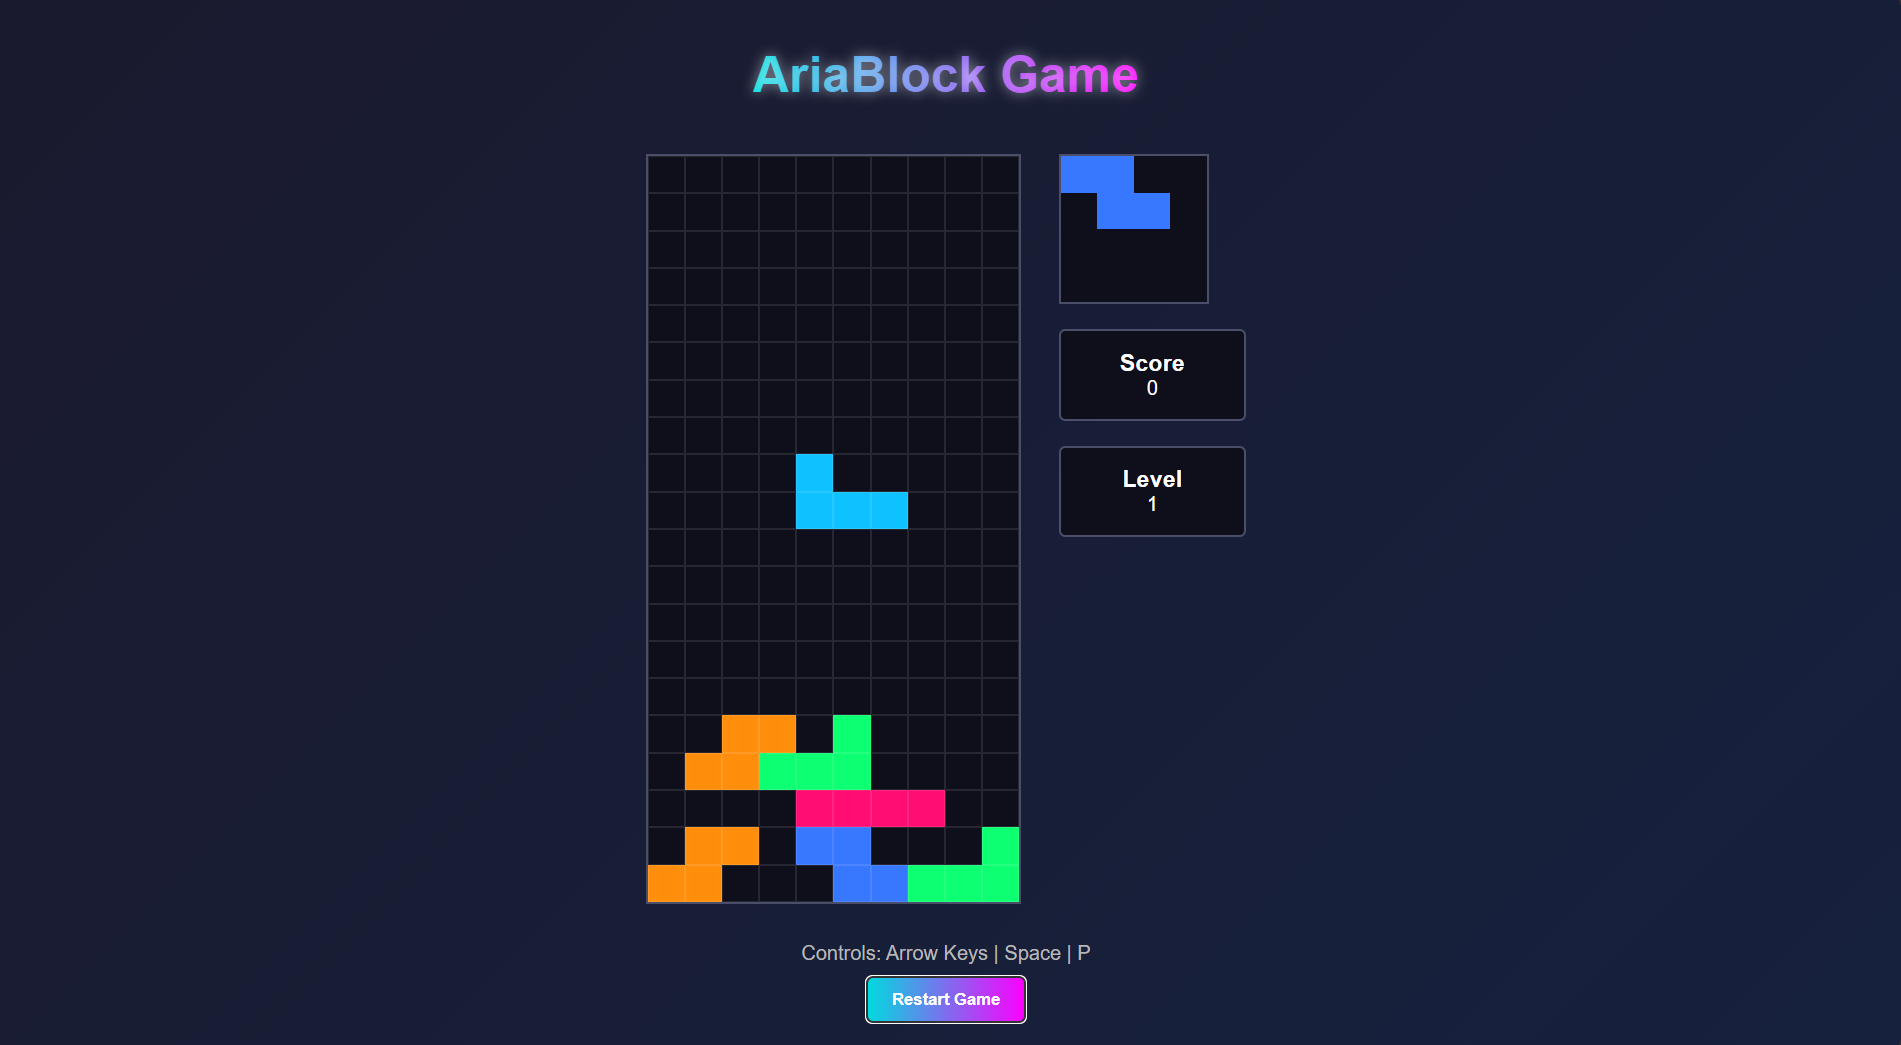 AriaBlock Game
Score
0
Level
1
Controls: Arrow Keys | Space | P
Restart Game